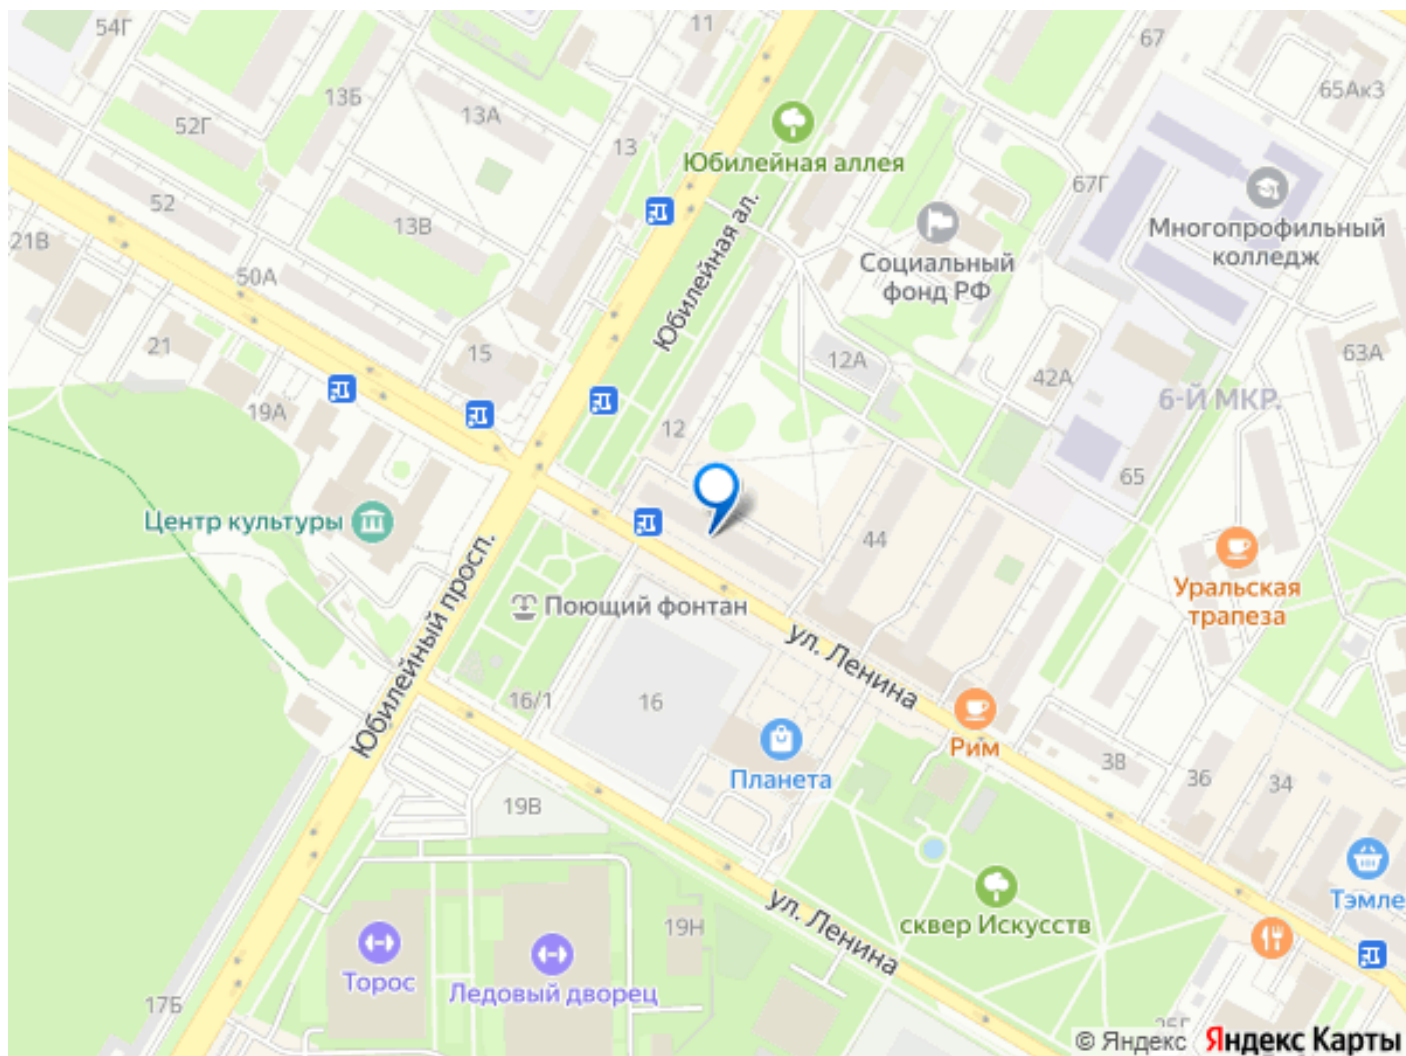 54Г
11
67
13Б
65Ак3
52Г
13А
13
Юбилейная аллея
67Г
52
13В
Многопрофильный
колледж
21В
Юбилейная ал.
Социальный
фонд РФ
50А
21
15
12А
42А
63А
19А
12
6-Й МКР.
65
Центр культуры
44
Юбилейный просп.
Уральская
трапеза
Поющий фонтан
ул. Ленина
16/1
16
Рим
Планета
38
36
34
19В
Тэмле
сквер Искусств
19Н
ул. Ленина
Торос
Ледовый дворец
17Б
© Яндекс
Яндекс Карты